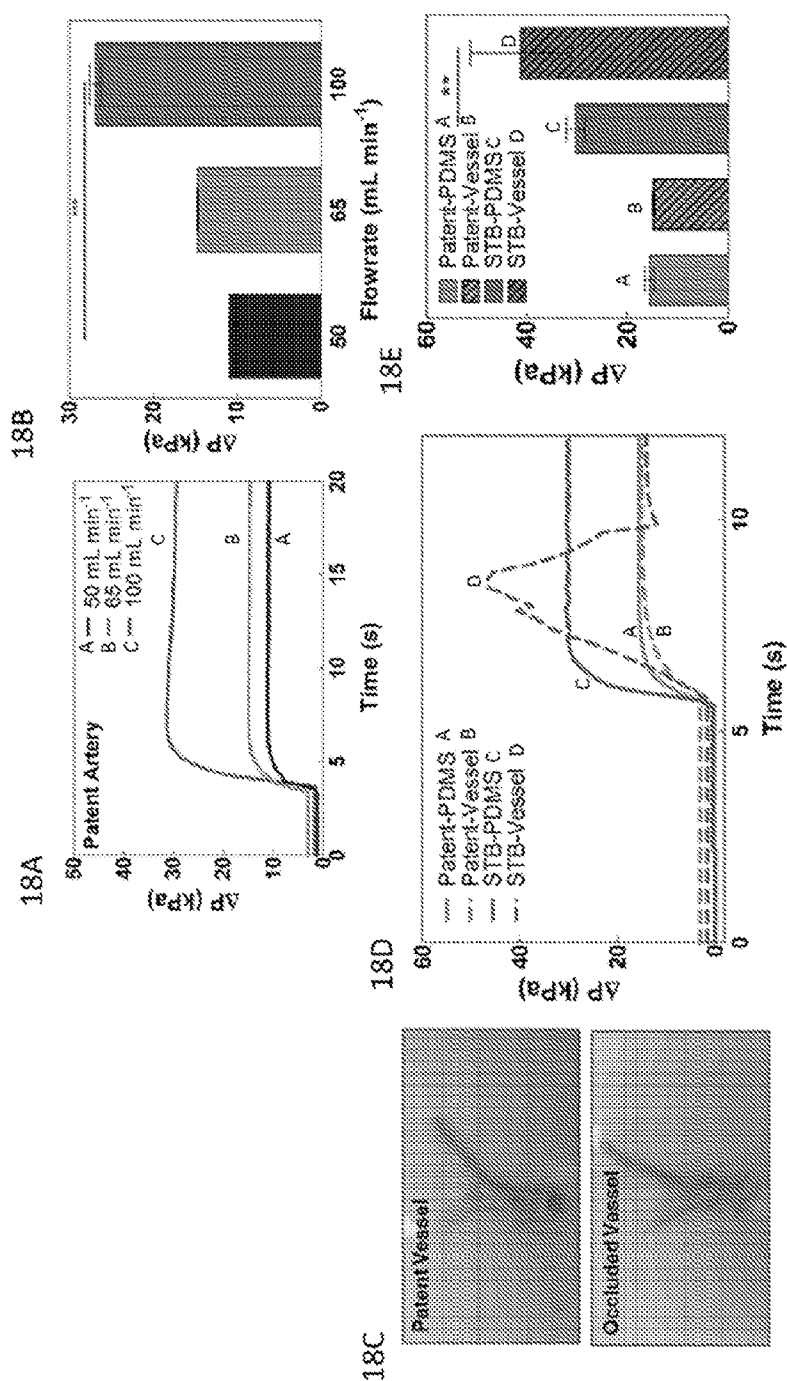 18A
Patent Artery
A — 50 mL min⁻¹
B — 65 mL min⁻¹
C — 100 mL min⁻¹
ΔP (kPa)
50
40
30
20
10
0
C
B
A
0
5
10
15
20
Time (s)
18B
ΔP (kPa)
30
20
10
0
**
50
65
100
Flowrate (mL min⁻¹)
18C
Patent Vessel
Occluded Vessel
18D
ΔP (kPa)
60
40
20
0
Patent-PDMS A
Patent-Vessel B
STB-PDMS C
STB-Vessel D
D
C
A
B
0
5
10
Time (s)
18E
ΔP (kPa)
60
40
20
0
Patent-PDMS A
Patent-Vessel B
STB-PDMS C
STB-Vessel D
**
A
B
C
D